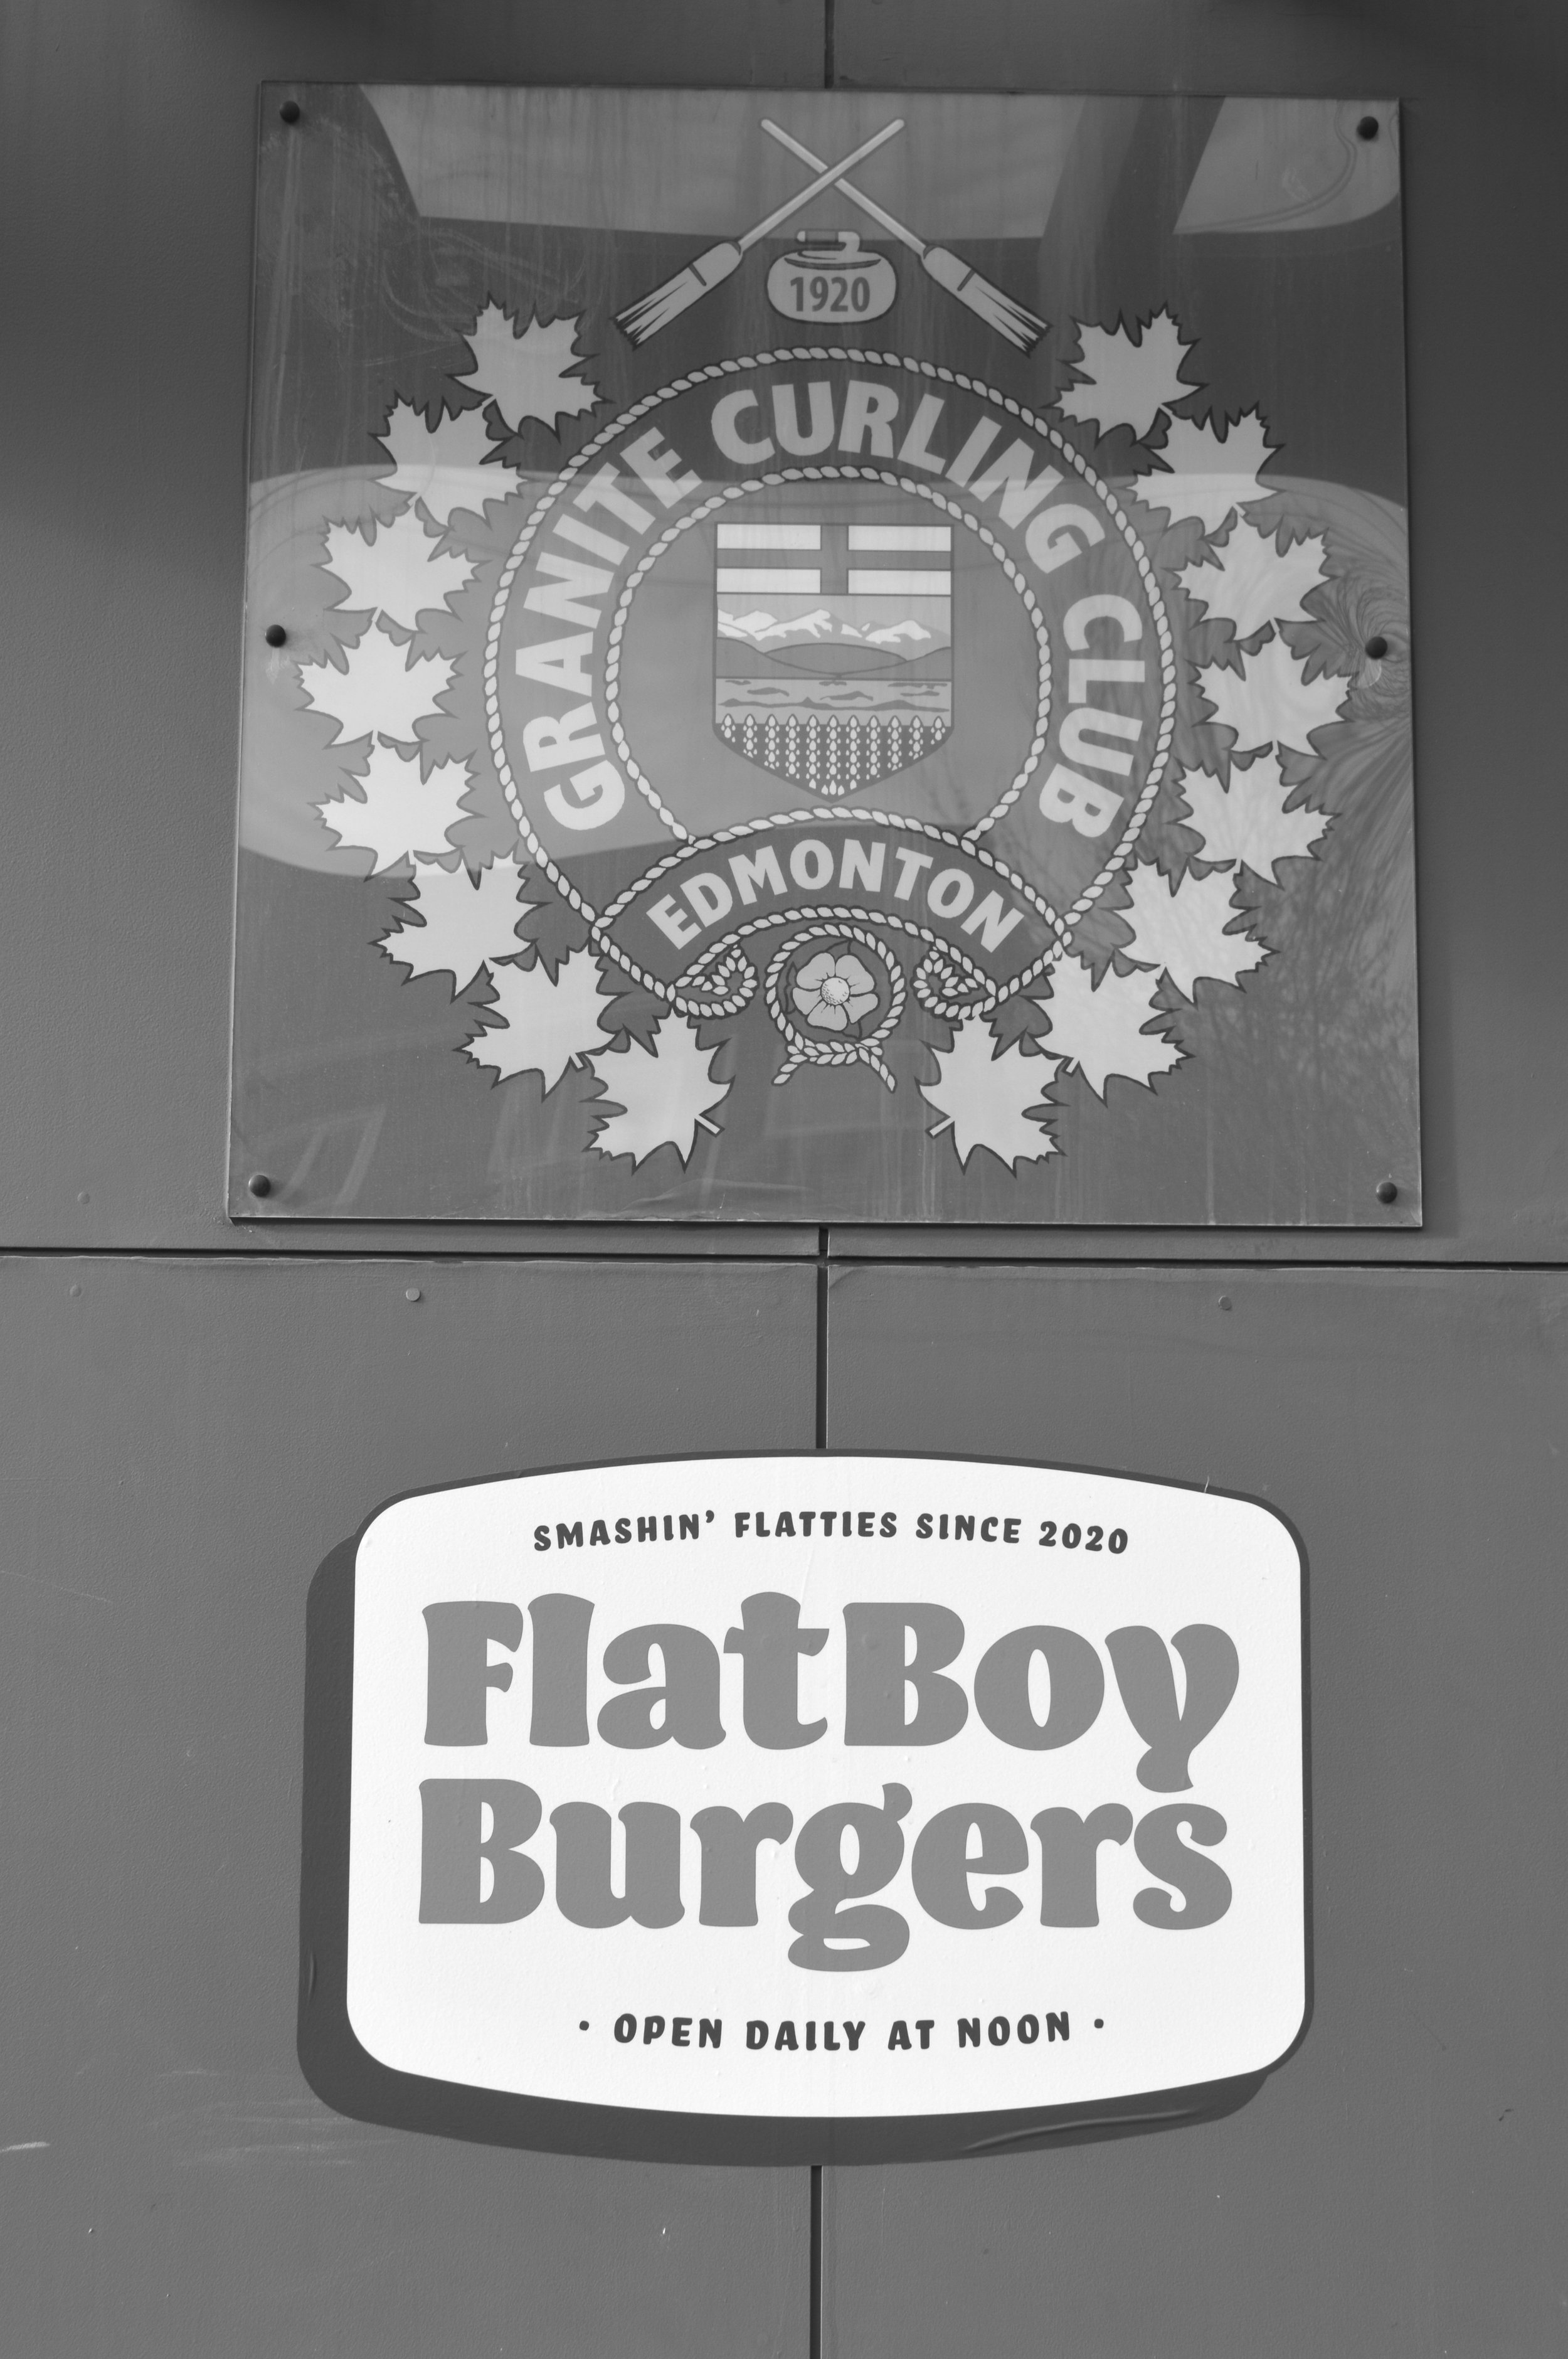 1920
GRANITE CURLING CLUB
EDMONTON
SMASHIN' FLATTIES SINCE 2020
FlatBoy
Burgers
· OPEN DAILY AT NOON ·